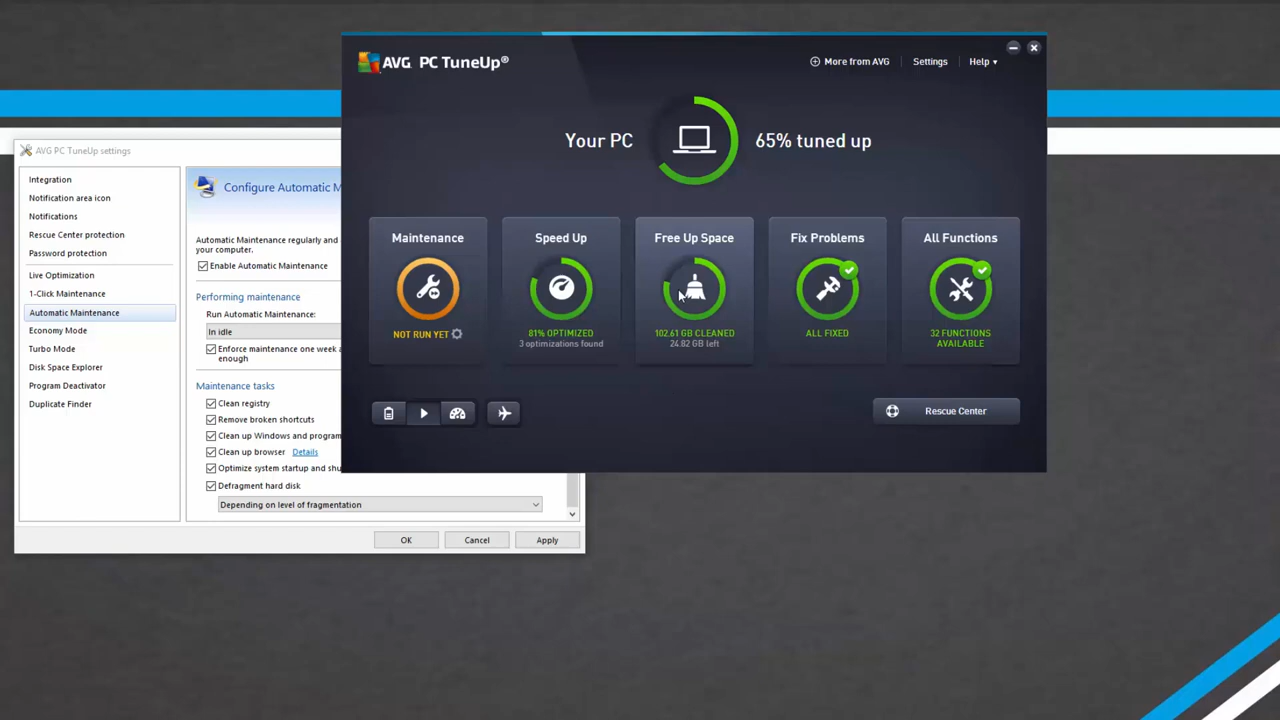 AVG PC TuneUp®
More from AVG
Settings
Help
Your PC
65% tuned up
Maintenance
NOT RUN YET
Speed Up
81% OPTIMIZED
3 optimizations found
Free Up Space
102.61 GB CLEANED
24.82 GB left
Fix Problems
ALL FIXED
All Functions
32 FUNCTIONS
AVAILABLE
Rescue Center
AVG PC TuneUp settings
Integration
Notification area icon
Notifications
Rescue Center protection
Password protection
Live Optimization
1-Click Maintenance
Automatic Maintenance
Economy Mode
Turbo Mode
Disk Space Explorer
Program Deactivator
Duplicate Finder
Configure Automatic M
Automatic Maintenance regularly and
your computer.
Enable Automatic Maintenance
Performing maintenance
Run Automatic Maintenance:
In idle
Enforce maintenance one week a
enough
Maintenance tasks
Clean registry
Remove broken shortcuts
Clean up Windows and program
Clean up browser Details
Optimize system startup and shu
Defragment hard disk
Depending on level of fragmentation
OK
Cancel
Apply